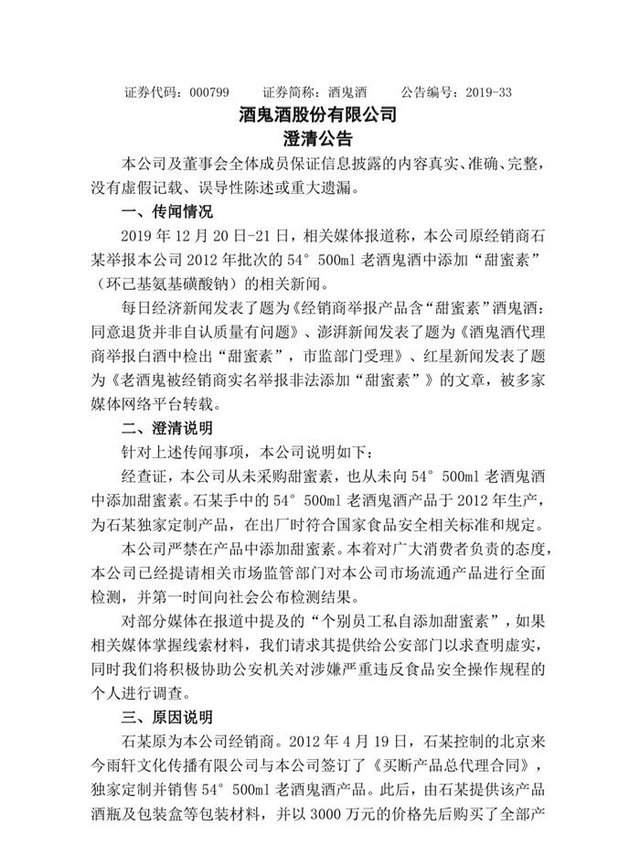 证券代码：000799 证券简称：酒鬼酒 公告编号：2019-33
酒鬼酒股份有限公司
澄清公告
本公司及董事会全体成员保证信息披露的内容真实、准确、完整，
没有虚假记载、误导性陈述或重大遗漏。
一、传闻情况
2019 年 12 月 20 日-21 日，相关媒体报道称，本公司原经销商石
某举报本公司 2012 年批次的 54° 500ml 老酒鬼酒中添加“甜蜜素”
（环己基氨基磺酸钠）的相关新闻。
每日经济新闻发表了题为《经销商举报产品含“甜蜜素”酒鬼酒：
同意退货并非自认质量有问题》、澎湃新闻发表了题为《酒鬼酒代理
商举报白酒中检出“甜蜜素”，市监部门受理》、红星新闻发表了题
为《老酒鬼被经销商实名举报非法添加“甜蜜素”》的文章，被多家
媒体网络平台转载。
二、澄清说明
针对上述传闻事项，本公司说明如下：
经查证，本公司从未采购甜蜜素，也从未向 54° 500ml 老酒鬼酒
中添加甜蜜素。石某手中的 54° 500ml 老酒鬼酒产品于 2012 年生产，
为石某独家定制产品，在出厂时符合国家食品安全相关标准和规定。
本公司严禁在产品中添加甜蜜素。本着对广大消费者负责的态度，
本公司已经提请相关市场监管部门对本公司市场流通产品进行全面
检测，并第一时间向社会公布检测结果。
对部分媒体在报道中提及的“个别员工私自添加甜蜜素”，如果
相关媒体掌握线索材料，我们请求其提供给公安部门以求查明虚实，
同时我们将积极协助公安机关对涉嫌严重违反食品安全操作规程的
个人进行调查。
三、原因说明
石某原为本公司经销商。2012 年 4 月 19 日，石某控制的北京来
今雨轩文化传播有限公司与本公司签订了《买断产品总代理合同》，
独家定制并销售 54° 500ml 老酒鬼酒产品。此后，由石某提供该产品
酒瓶及包装盒等包装材料，并以 3000 万元的价格先后购买了全部产